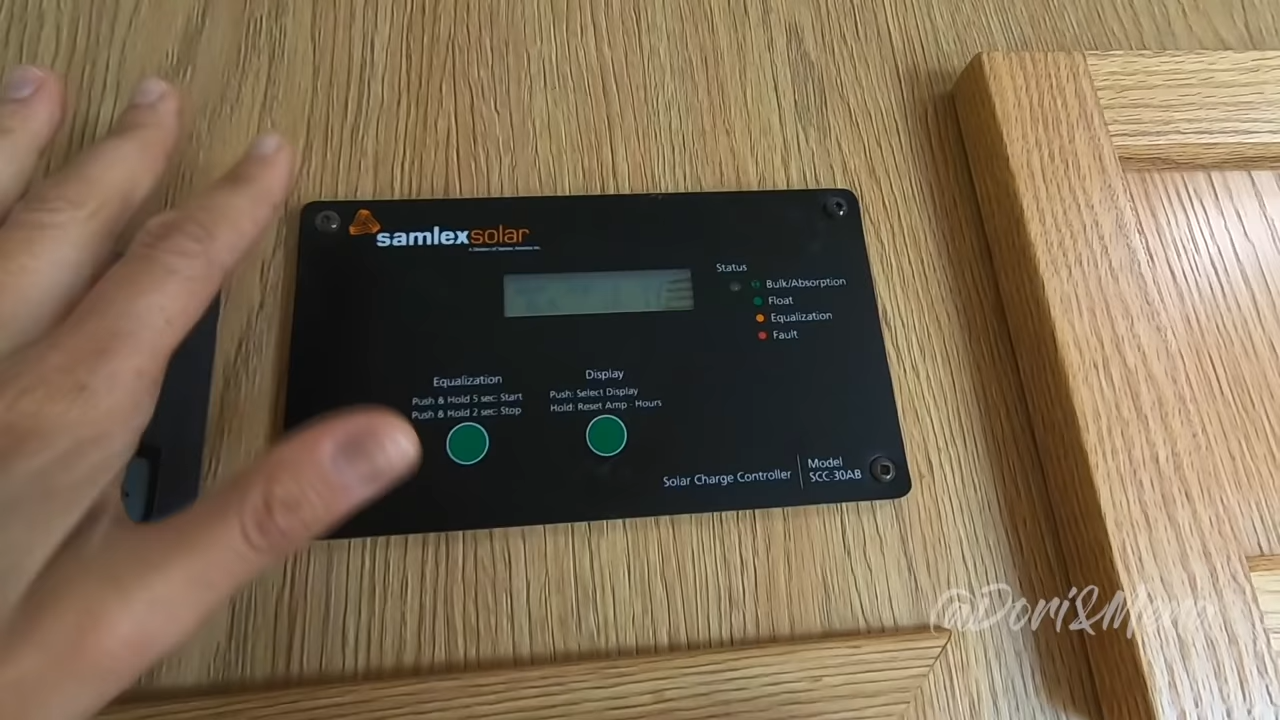 samlexsolar
Status
Bulk/Absorption
Float
Equalization
Fault
Equalization
Push & Hold 5 sec: Start
Push & Hold 2 sec: Stop
Display
Push: Select Display
Hold: Reset Amp - Hours
Solar Charge Controller
Model
SCC-30AB
@Dori&